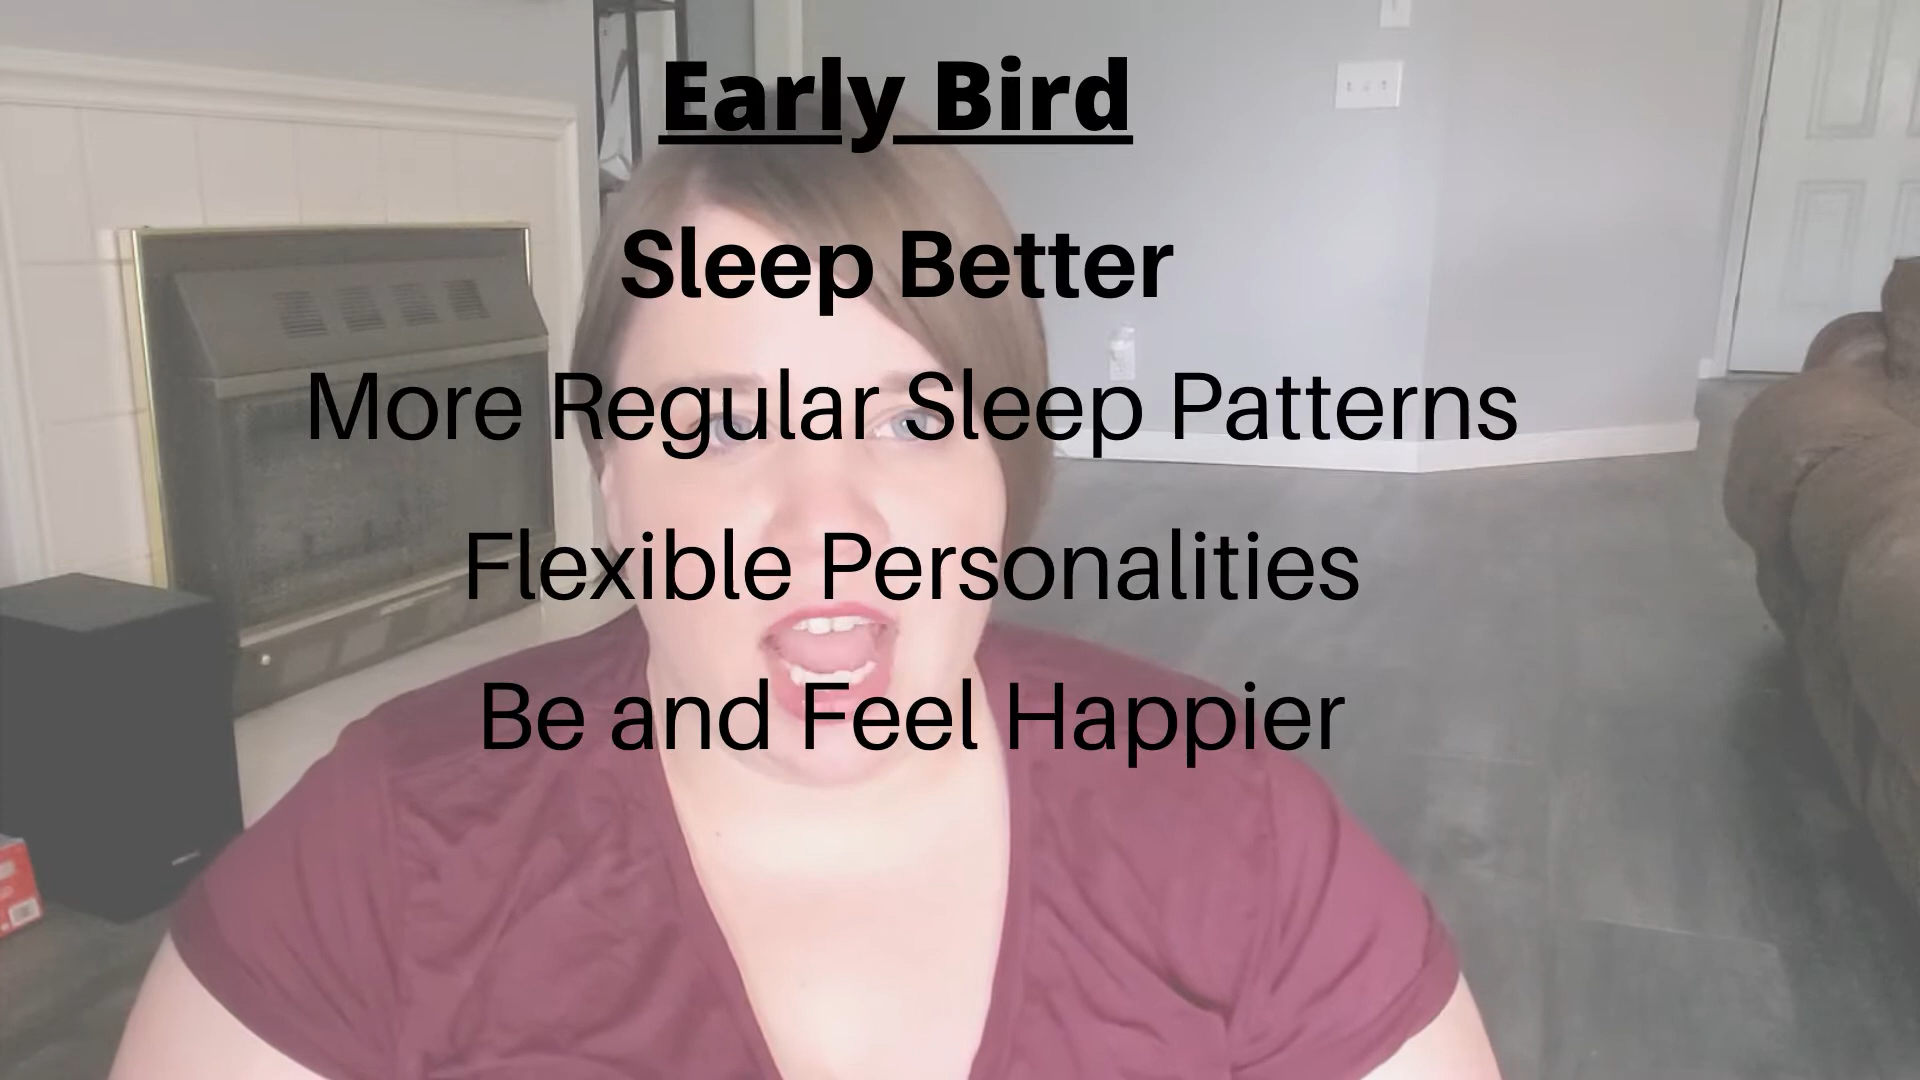 Early Bird
Sleep Better
More Regular Sleep Patterns
Flexible Personalities
Be and Feel Happier